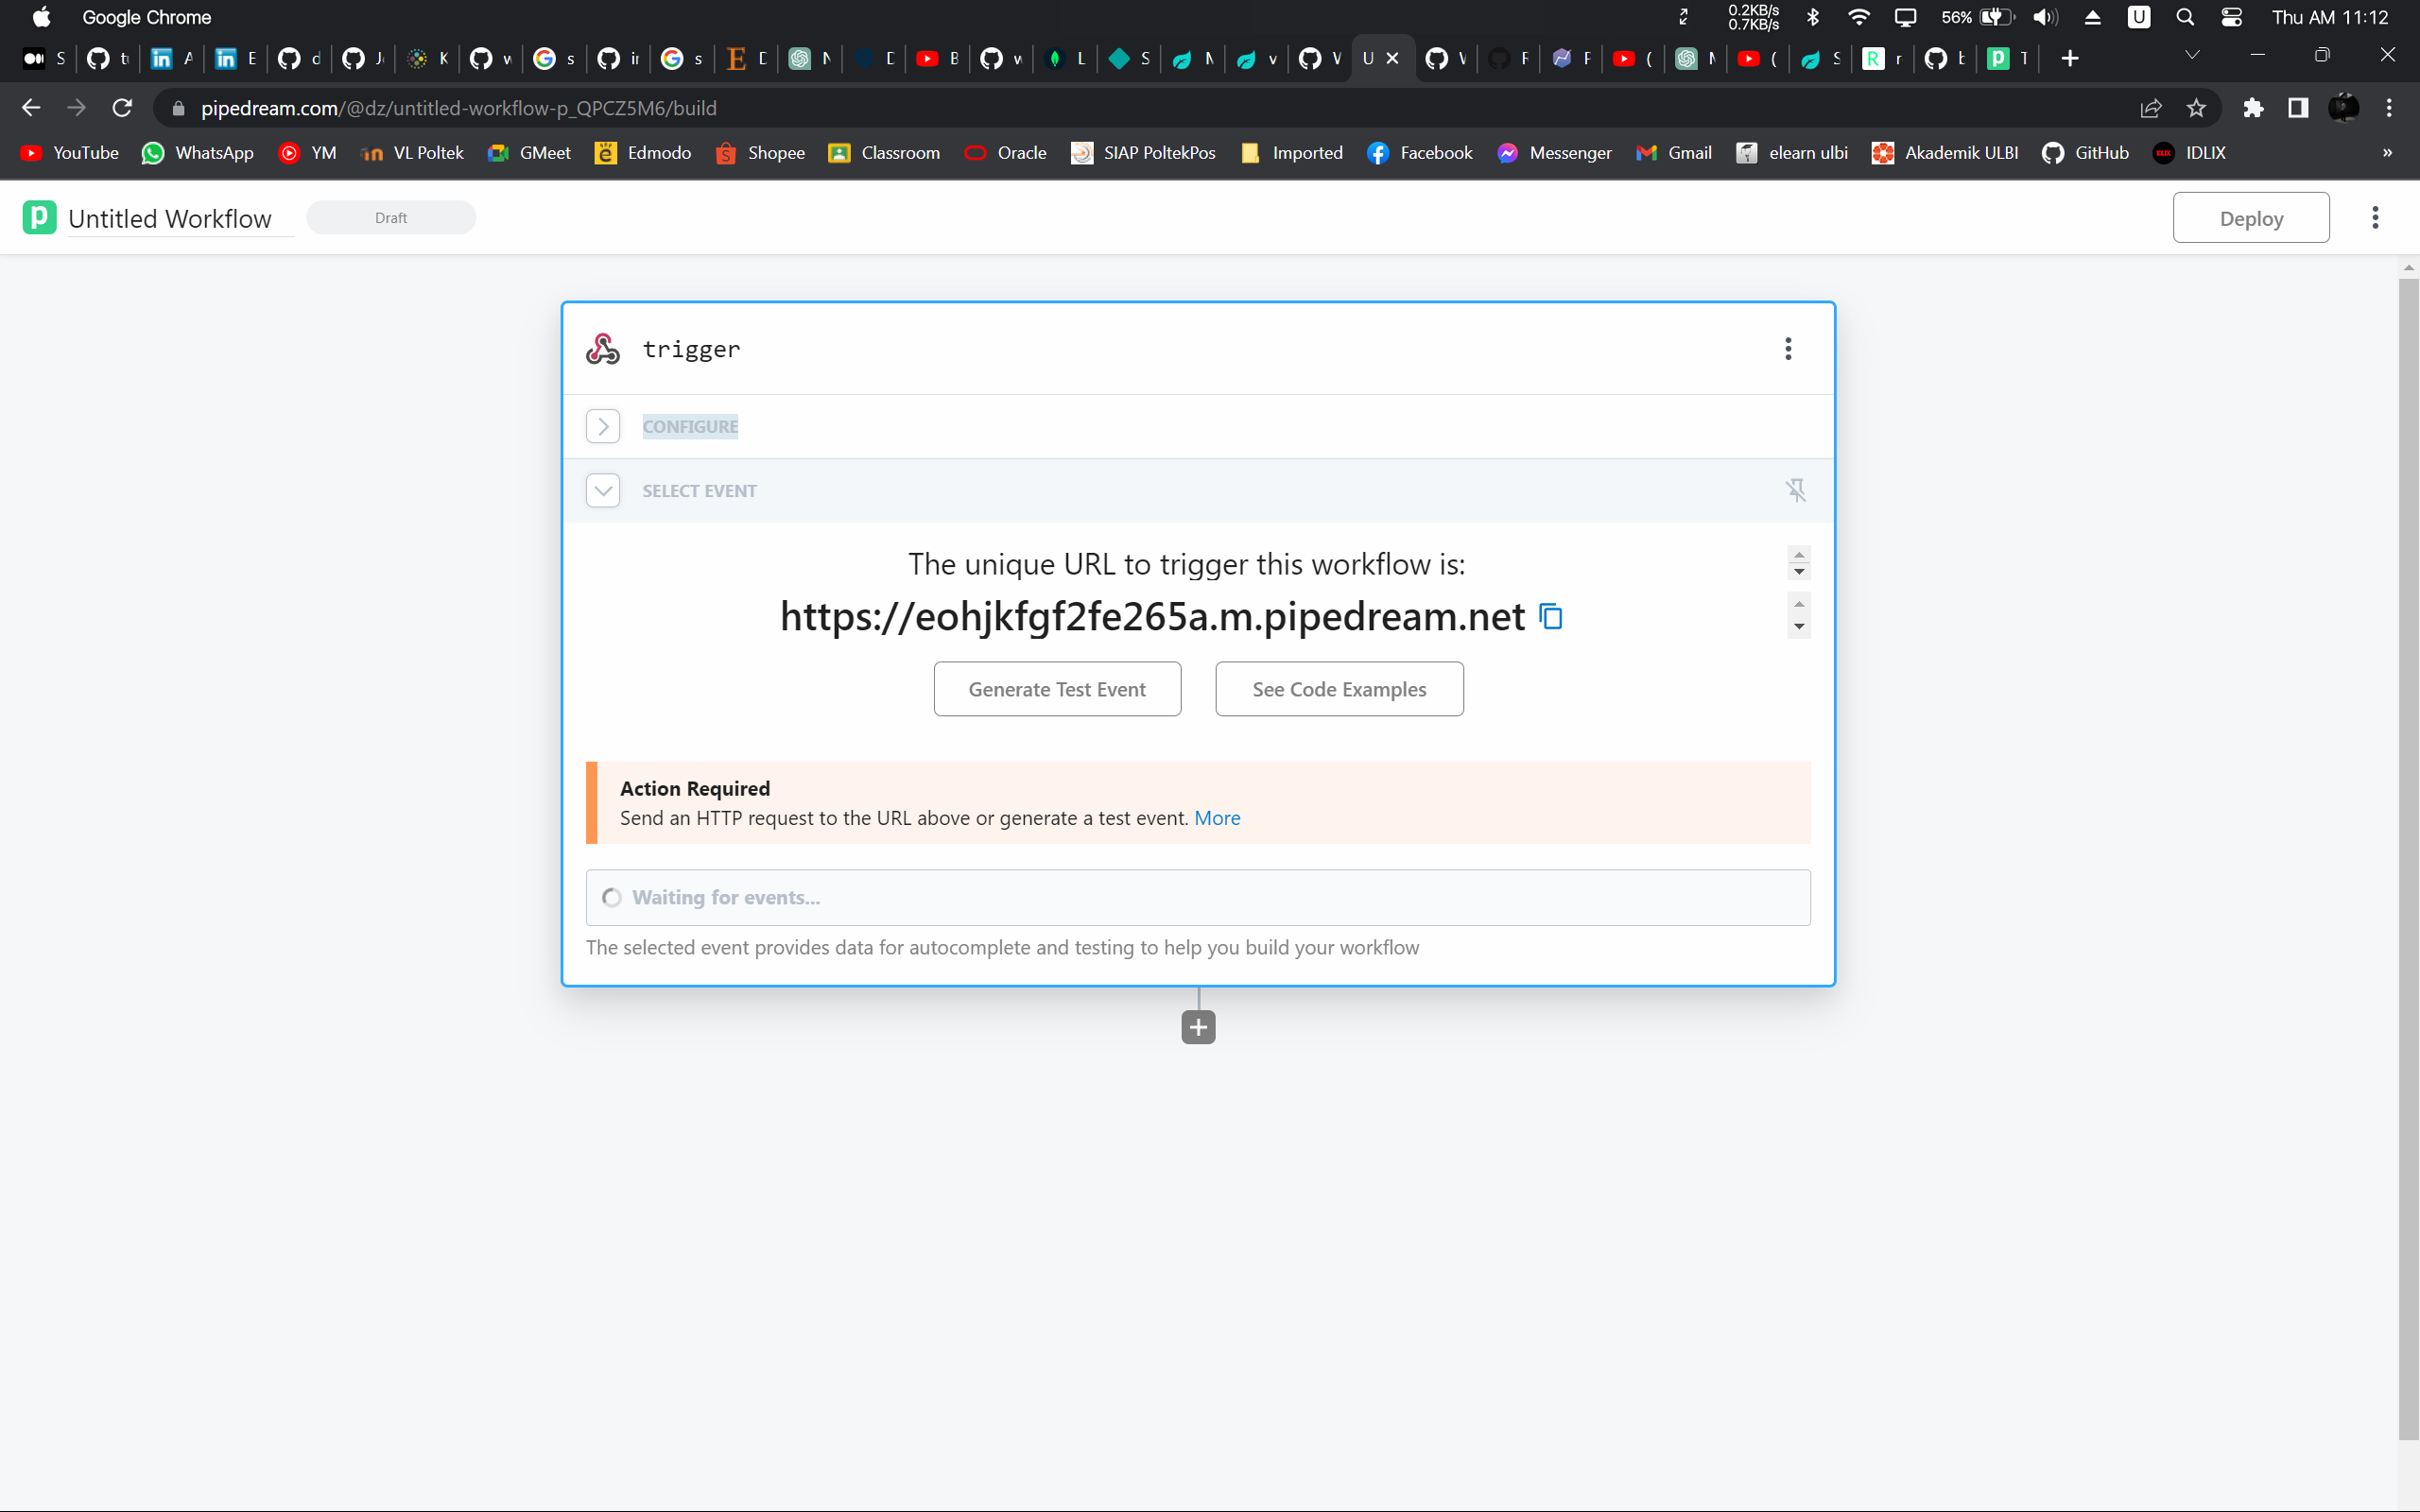 Google Chrome
0.2KB/s
0.7KB/s
56%
U
Thu AM 11:12
S
A
E
d
K
w
s
s
E
D
N
D
B
w
L
S
v
U
F
(
(
S
R
r
p
T
pipedream.com/@dz/untitled-workflow-p_QPCZ5M6/build
YouTube
WhatsApp
YM
VL Poltek
GMeet
Edmodo
Shopee
Classroom
Oracle
SIAP PoltekPos
Imported
Facebook
Messenger
Gmail
elearn ulbi
Akademik ULBI
GitHub
IDLIX
»
p
Untitled Workflow
Draft
Deploy
trigger
CONFIGURE
SELECT EVENT
The unique URL to trigger this workflow is:
https://eohjkfgf2fe265a.m.pipedream.net
Generate Test Event
See Code Examples
Action Required
Send an HTTP request to the URL above or generate a test event. More
Waiting for events...
The selected event provides data for autocomplete and testing to help you build your workflow